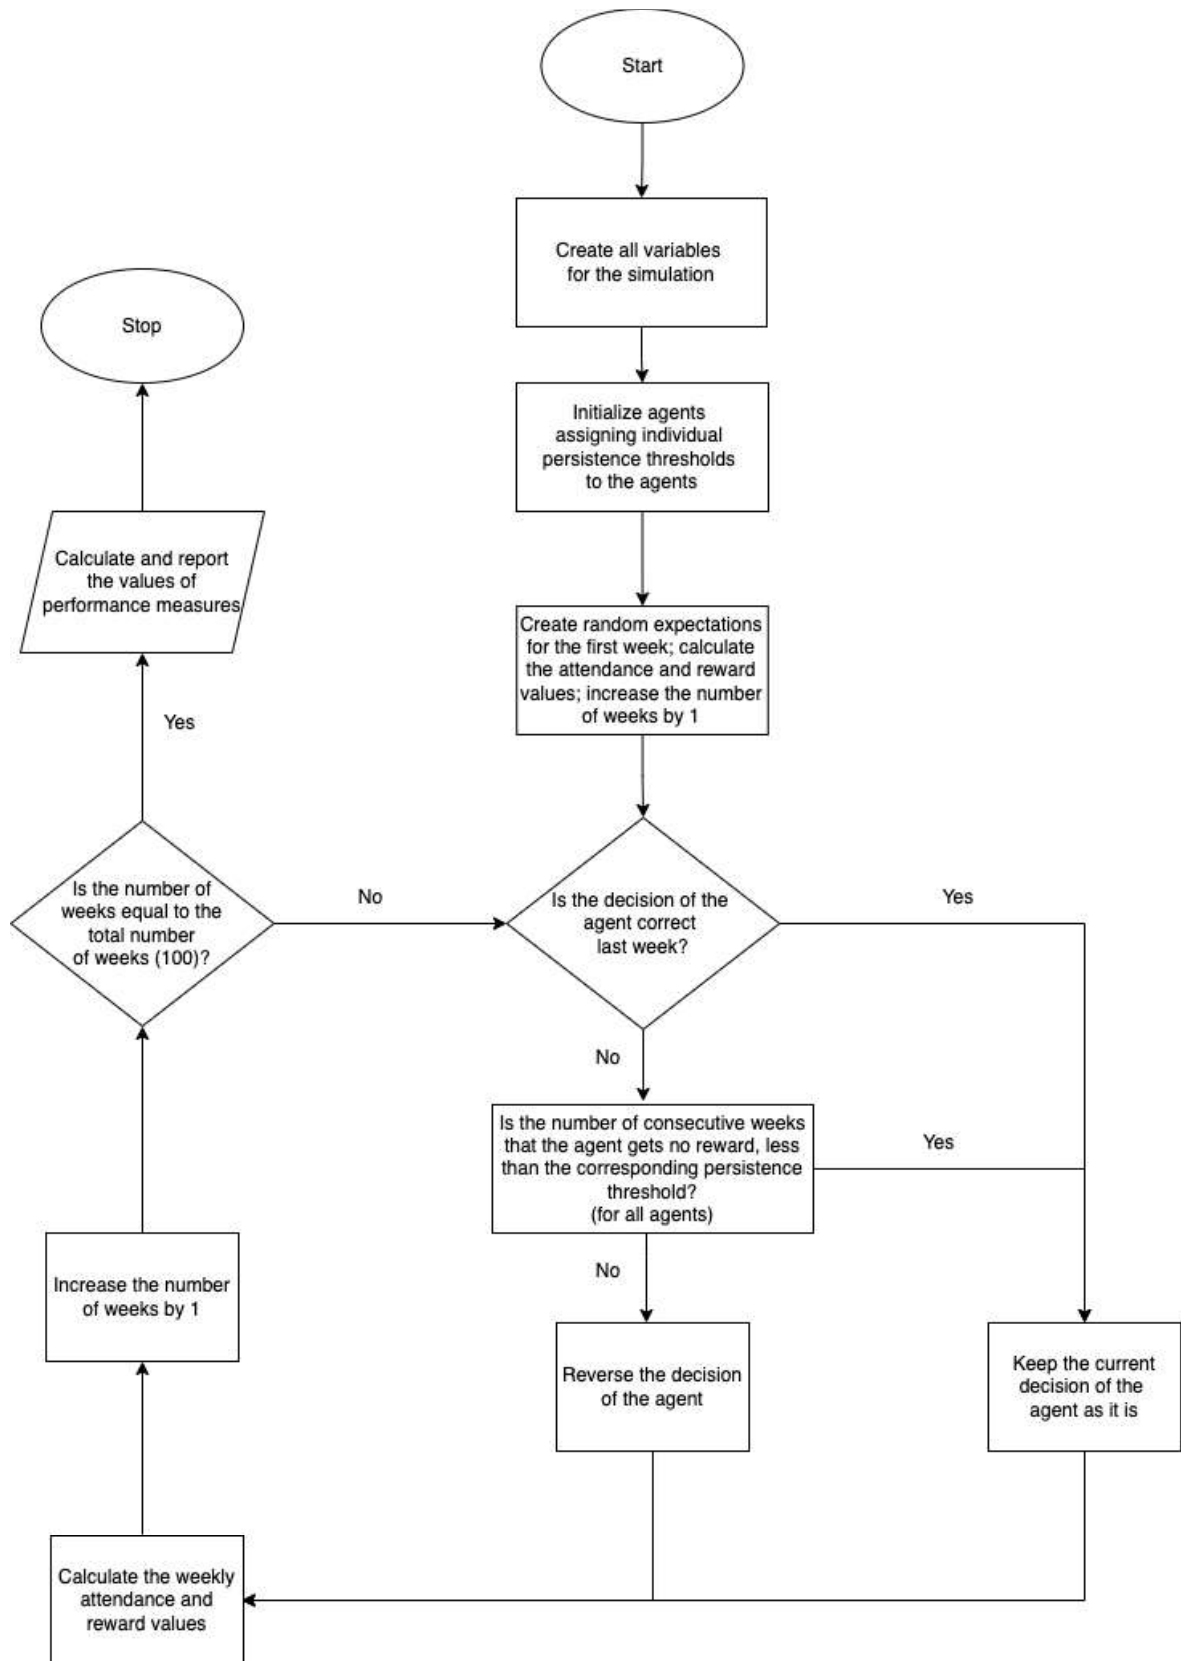 Start
Create all variables
for the simulation
Stop
Initialize agents
assigning individual
persistence thresholds
to the agents
Calculate and report
the values of
performance measures
Create random expectations
for the first week; calculate
the attendance and reward
values; increase the number
of weeks by 1
Yes
Is the number of
weeks equal to the
total number
of weeks (100)?
No
Is the decision of the
agent correct
last week?
Yes
No
Is the number of consecutive weeks
that the agent gets no reward, less
than the corresponding persistence
threshold?
(for all agents)
Yes
No
Increase the number
of weeks by 1
Reverse the decision
of the agent
Keep the current
decision of the
agent as it is
Calculate the weekly
attendance and
reward values